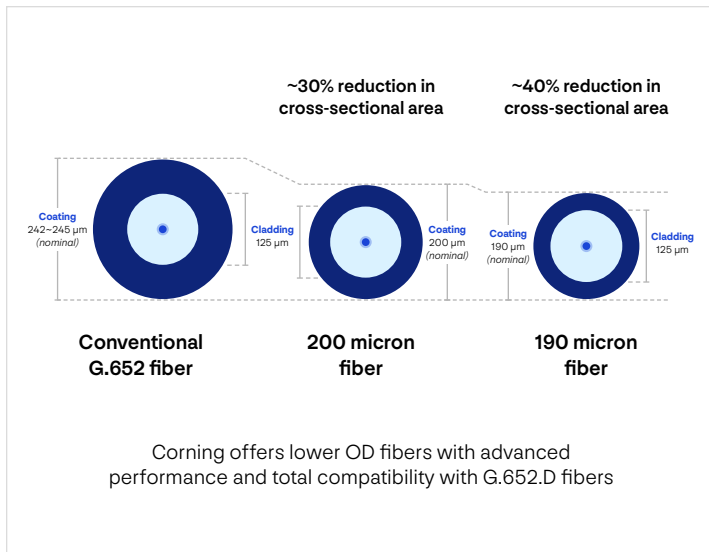 ~30% reduction in
cross-sectional area
~40% reduction in
cross-sectional area
Coating
242~245 µm
(nominal)
Cladding
125 µm
Coating
200 µm
(nominal)
Coating
190 µm
(nominal)
Cladding
125 µm
Conventional
G.652 fiber
200 micron
fiber
190 micron
fiber
Corning offers lower OD fibers with advanced
performance and total compatibility with G.652.D fibers